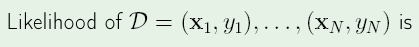 Likelihood of 𝒟 = (𝐱₁, y₁), . . . , (𝐱_N, y_N) is